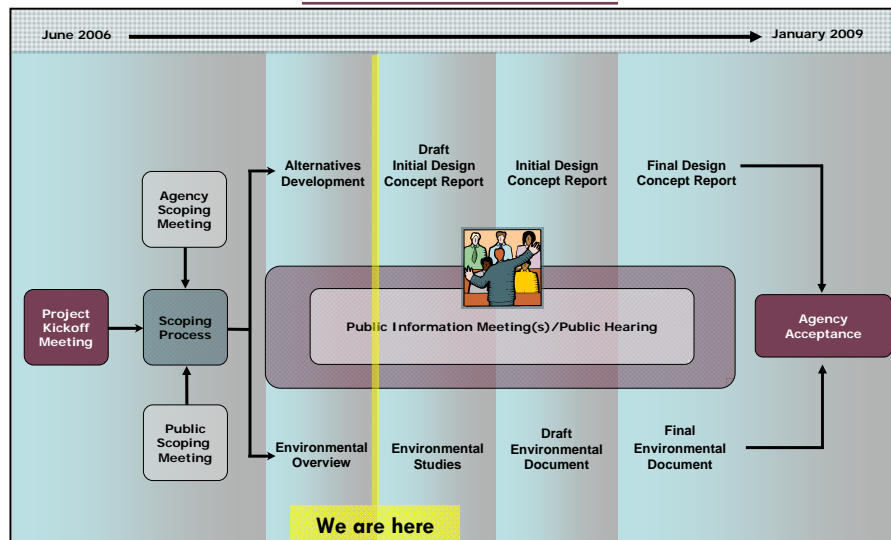 June 2006
January 2009
Alternatives
Development
Draft
Initial Design
Concept Report
Initial Design
Concept Report
Final Design
Concept Report
Agency
Scoping
Meeting
Project
Kickoff
Meeting
Scoping
Process
Public Information Meeting(s)/Public Hearing
Agency
Acceptance
Public
Scoping
Meeting
Environmental
Overview
Environmental
Studies
Draft
Environmental
Document
Final
Environmental
Document
We are here